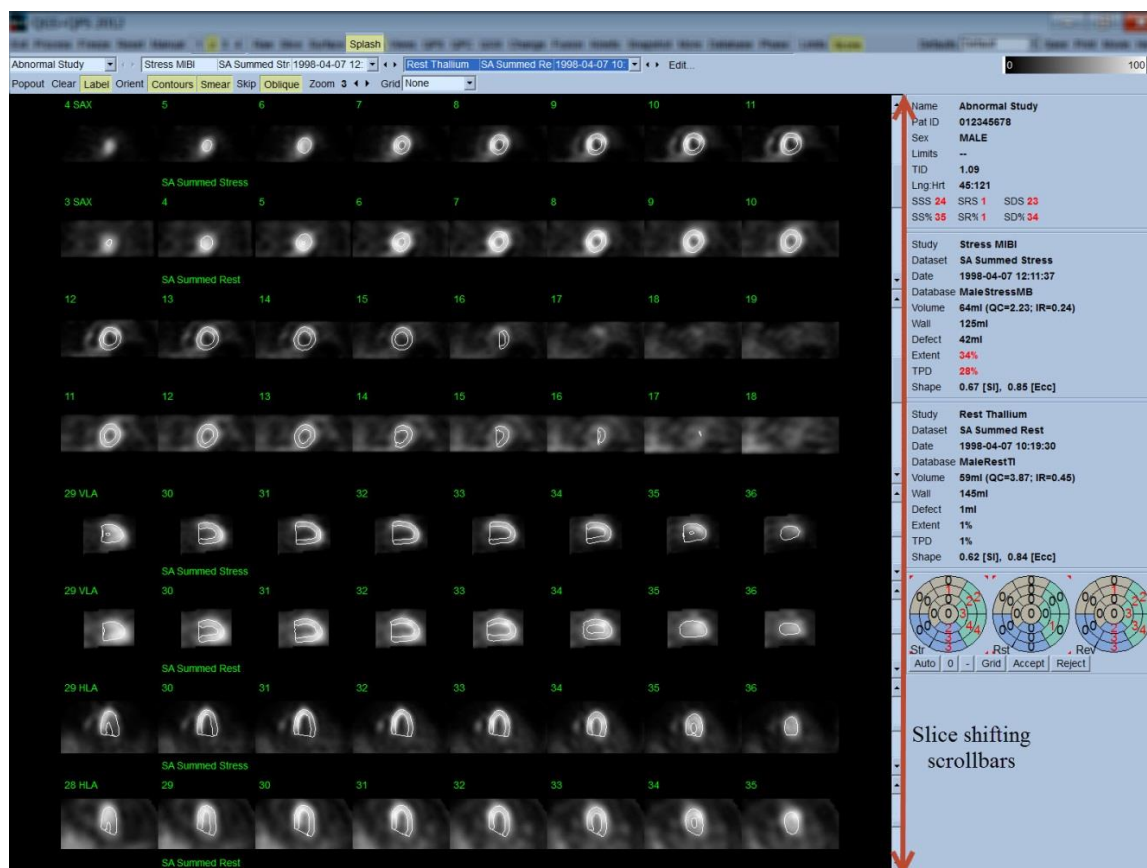 QGS+QPS 2012
Splash
Abnormal Study Stress MIBI SA Summed Str 1998-04-07 12: Rest Thallium SA Summed Re 1998-04-07 10: Edit...
0 100
Popout Clear Label Orient Contours Smear Skip Oblique Zoom 3 Grid None
4 SAX 5 6 7 8 9 10 11
SA Summed Stress
3 SAX 4 5 6 7 8 9 10
SA Summed Rest
12 13 14 15 16 17 18 19
11 12 13 14 15 16 17 18
29 VLA 30 31 32 33 34 35 36
SA Summed Stress
29 VLA 30 31 32 33 34 35 36
SA Summed Rest
29 HLA 30 31 32 33 34 35 36
SA Summed Stress
28 HLA 29 30 31 32 33 34 35
SA Summed Rest
Name Abnormal Study
Pat ID 012345678
Sex MALE
Limits --
TID 1.09
Lng:Hrt 45:121
SSS 24 SRS 1 SDS 23
SS% 35 SR% 1 SD% 34
Study Stress MIBI
Dataset SA Summed Stress
Date 1998-04-07 12:11:37
Database MaleStressMB
Volume 64ml (QC=2.23; IR=0.24)
Wall 125ml
Defect 42ml
Extent 34%
TPD 28%
Shape 0.67 [SI], 0.85 [Ecc]
Study Rest Thallium
Dataset SA Summed Rest
Date 1998-04-07 10:19:30
Database MaleRestTl
Volume 59ml (QC=3.87; IR=0.45)
Wall 145ml
Defect 1ml
Extent 1%
TPD 1%
Shape 0.62 [SI], 0.84 [Ecc]
Str Rst Rev
Auto 0 - Grid Accept Reject
Slice shifting
scrollbars